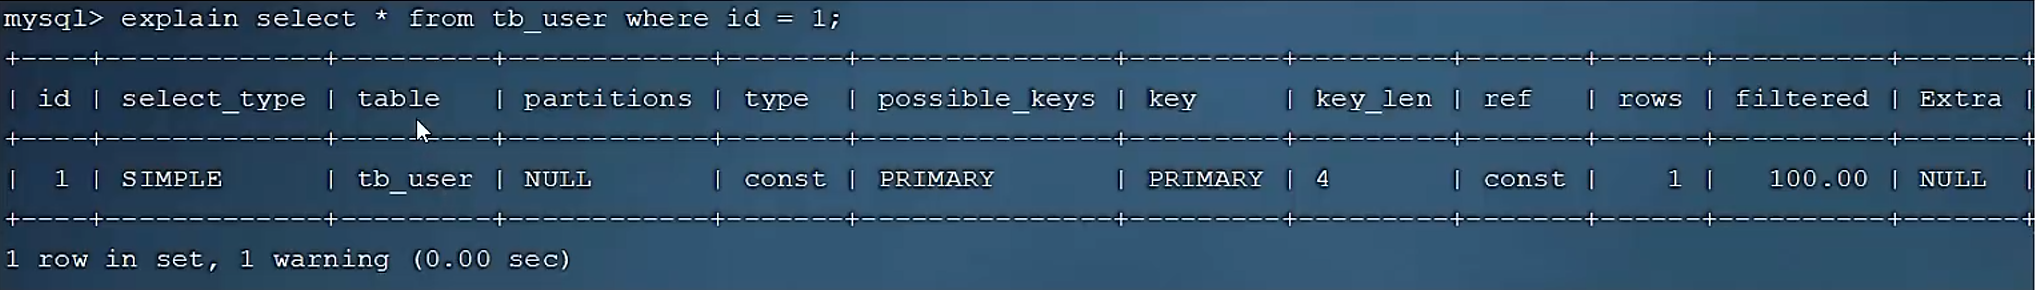 mysql> explain select * from tb_user where id = 1;
+----+-------------+---------+------------+-------+---------------+---------+---------+-------+------+----------+-------+
| id | select_type | table   | partitions | type  | possible_keys | key     | key_len | ref   | rows | filtered | Extra |
+----+-------------+---------+------------+-------+---------------+---------+---------+-------+------+----------+-------+
|  1 | SIMPLE      | tb_user | NULL       | const | PRIMARY       | PRIMARY | 4       | const |    1 |   100.00 | NULL  |
+----+-------------+---------+------------+-------+---------------+---------+---------+-------+------+----------+-------+
1 row in set, 1 warning (0.00 sec)